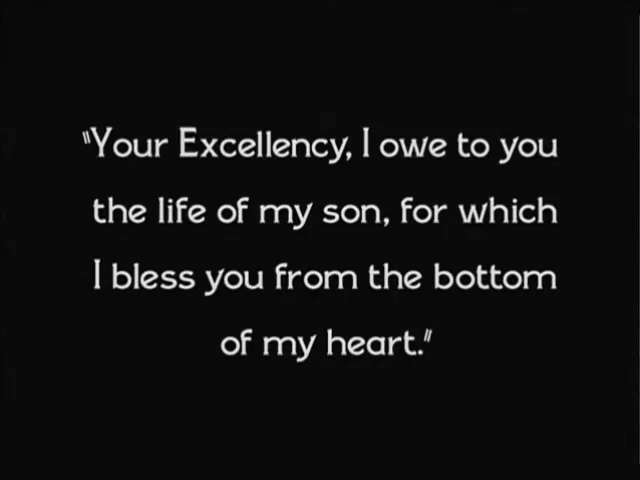 "Your Excellency, I owe to you
the life of my son, for which
I bless you from the bottom
of my heart."